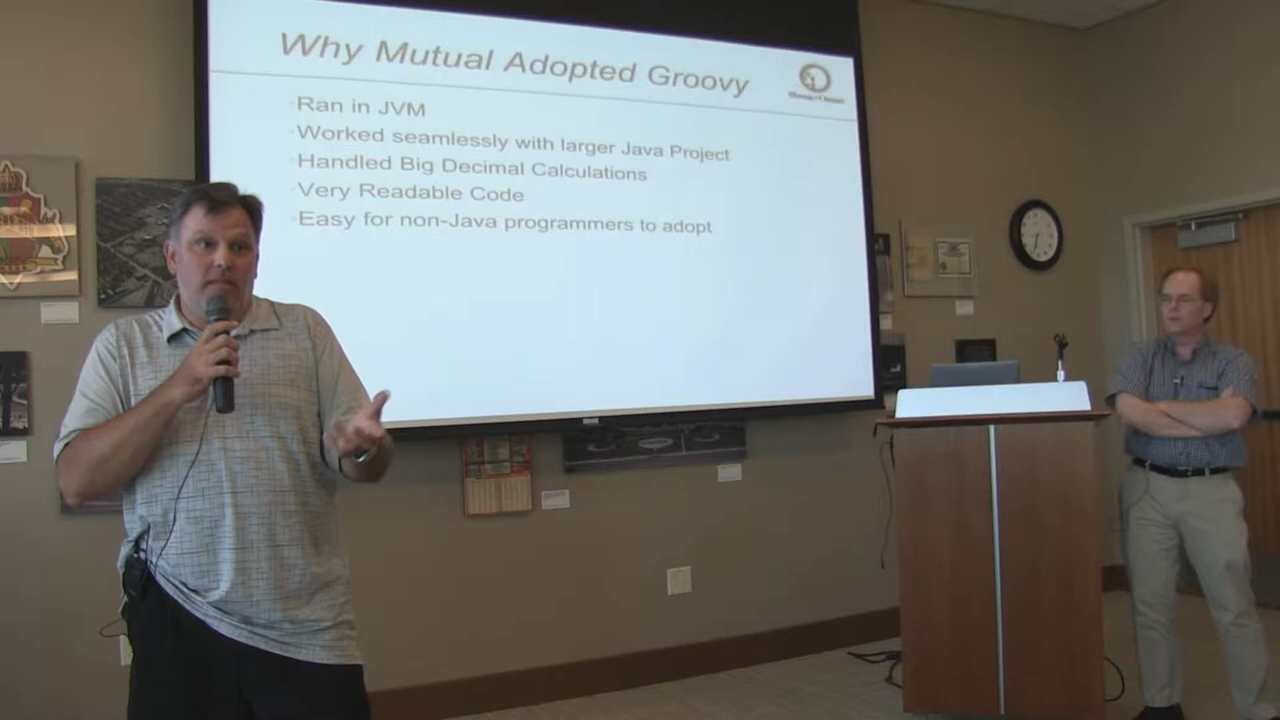 Why Mutual Adopted Groovy
Ran in JVM
Worked seamlessly with larger Java Project
Handled Big Decimal Calculations
Very Readable Code
Easy for non-Java programmers to adopt